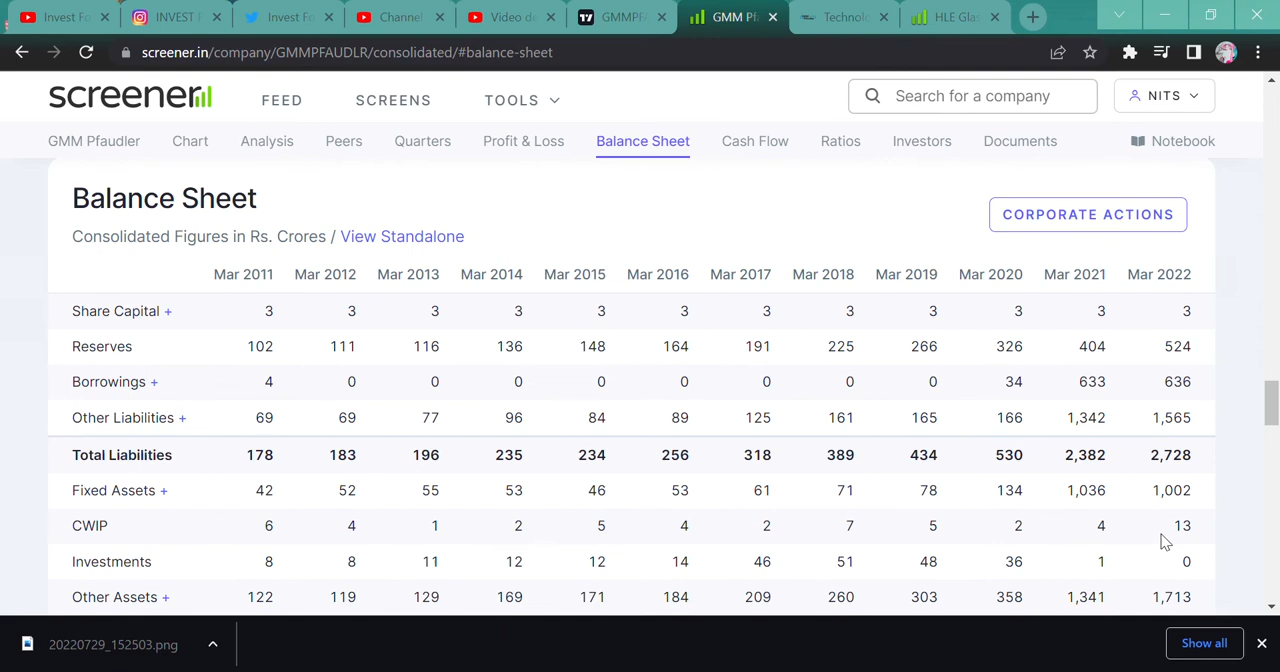 INVEST F
Invest Fo
Channel
Video de
GMMPF
GMM Pf
Technolo
HLE Glas
screener.in/company/GMMPFAUDLR/consolidated/#balance-sheet
screener FEED SCREENS TOOLS Search for a company NITS
GMM Pfaudler Chart Analysis Peers Quarters Profit & Loss Balance Sheet Cash Flow Ratios Investors Documents Notebook
Balance Sheet
CORPORATE ACTIONS
Consolidated Figures in Rs. Crores / View Standalone
Mar 2011 Mar 2012 Mar 2013 Mar 2014 Mar 2015 Mar 2016 Mar 2017 Mar 2018 Mar 2019 Mar 2020 Mar 2021 Mar 2022
Share Capital + 3 3 3 3 3 3 3 3 3 3 3 3
Reserves 102 111 116 136 148 164 191 225 266 326 404 524
Borrowings + 4 0 0 0 0 0 0 0 0 34 633 636
Other Liabilities + 69 69 77 96 84 89 125 161 165 166 1,342 1,565
Total Liabilities 178 183 196 235 234 256 318 389 434 530 2,382 2,728
Fixed Assets + 42 52 55 53 46 53 61 71 78 134 1,036 1,002
CWIP 6 4 1 2 5 4 2 7 5 2 4 13
Investments 8 8 11 12 12 14 46 51 48 36 1 0
Other Assets + 122 119 129 169 171 184 209 260 303 358 1,341 1,713
20220729_152503.png
Show all